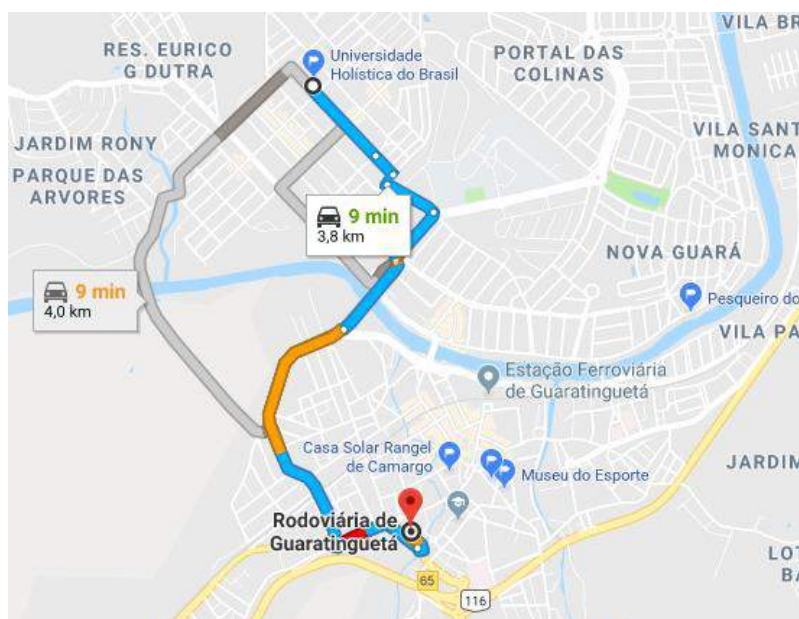 VILA BR
RES. EURICO
G DUTRA
Universidade
Holística do Brasil
PORTAL DAS
COLINAS
JARDIM RONY
PARQUE DAS
ARVORES
VILA SANT
MONICA
9 min
3,8 km
NOVA GUARÁ
9 min
4,0 km
Pesqueiro do
VILA PA
Estação Ferroviária
de Guaratinguetá
Casa Solar Rangel
de Camargo
Museu do Esporte
JARDIM
Rodoviária de
Guaratinguetá
LOT
BA
65
116